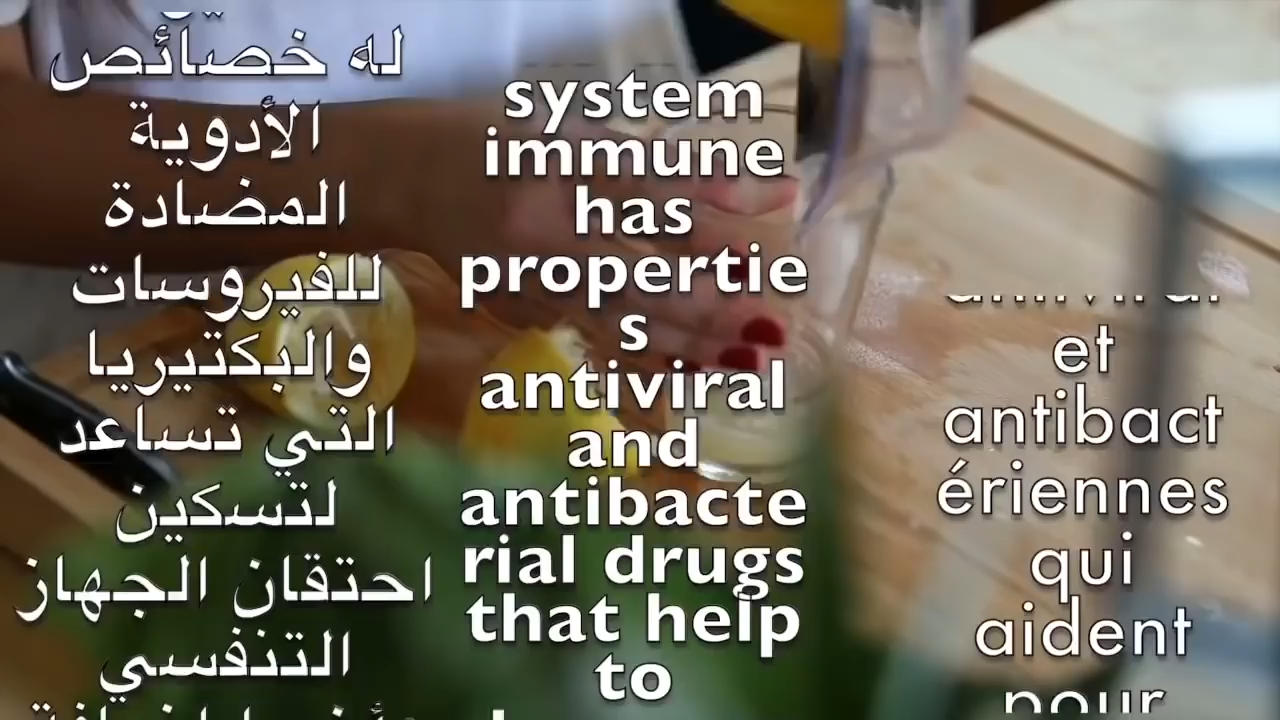 له خصائص
الأدوية
المضادة
للفيروسات
والبكتيريا
التي تساعد
لتسكين
احتقان الجهاز
التنفسي
system
immune
has
propertie
s
antiviral
and
antibacte
rial drugs
that help
to
et
antibact
ériennes
qui
aident
pour